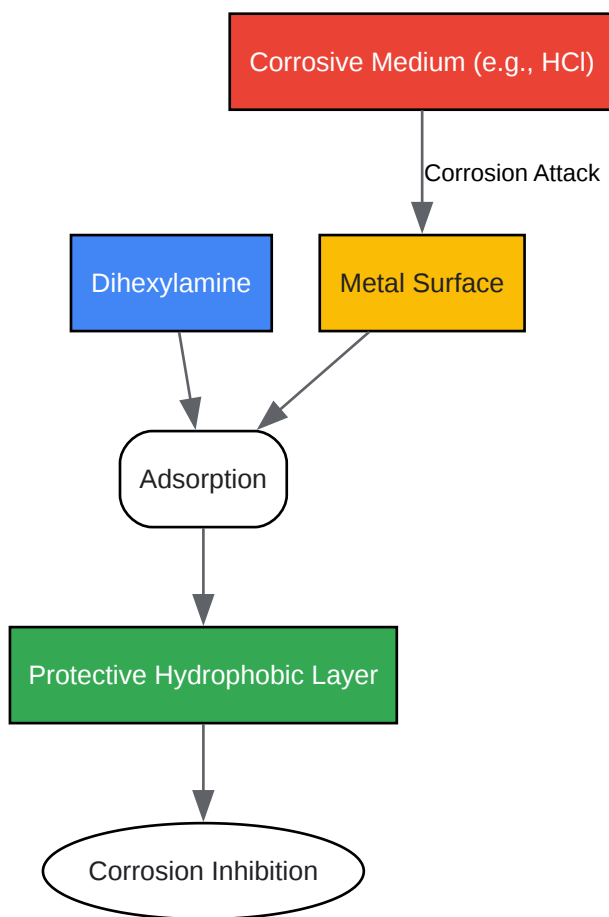 Corrosive Medium (e.g., HCl)
Corrosion Attack
Dihexylamine
Metal Surface
Adsorption
Protective Hydrophobic Layer
Corrosion Inhibition